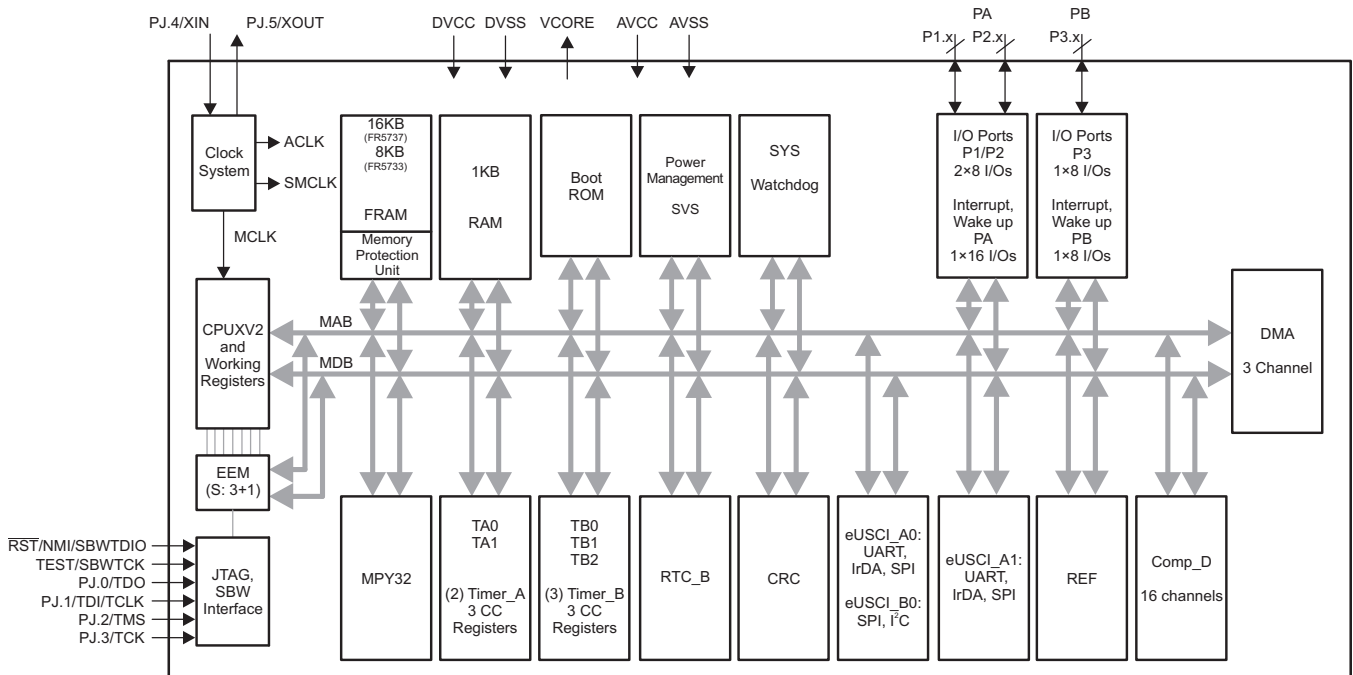 PJ.4/XIN
PJ.5/XOUT
DVCC
DVSS
VCORE
AVCC
AVSS
PA
P1.x
P2.x
PB
P3.x
Clock
System
ACLK
SMCLK
MCLK
16KB
(FR5737)
8KB
(FR5733)
FRAM
Memory
Protection
Unit
1KB
RAM
Boot
ROM
Power
Management
SVS
SYS
Watchdog
I/O Ports
P1/P2
2×8 I/Os
Interrupt,
Wake up
PA
1×16 I/Os
I/O Ports
P3
1×8 I/Os
Interrupt,
Wake up
PB
1×8 I/Os
CPUXV2
and
Working
Registers
MAB
MDB
DMA
3 Channel
EEM
(S: 3+1)
RST/NMI/SBWTDIO
TEST/SBWTCK
PJ.0/TDO
PJ.1/TDI/TCLK
PJ.2/TMS
PJ.3/TCK
JTAG,
SBW
Interface
MPY32
TA0
TA1
(2) Timer_A
3 CC
Registers
TB0
TB1
TB2
(3) Timer_B
3 CC
Registers
RTC_B
CRC
eUSCI_A0:
UART,
IrDA, SPI
eUSCI_B0:
SPI, I²C
eUSCI_A1:
UART,
IrDA, SPI
REF
Comp_D
16 channels